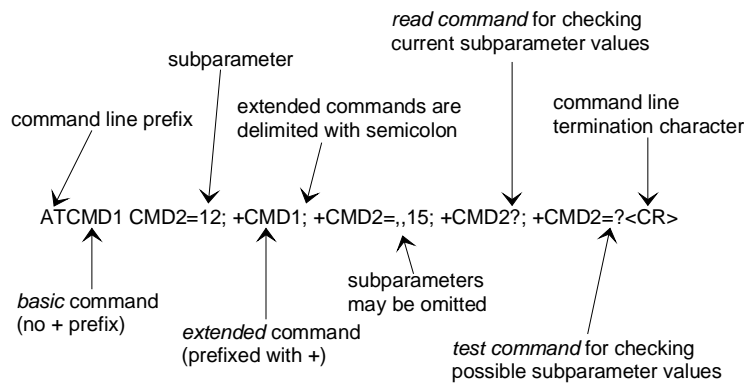 read command for checking
current subparameter values
subparameter
extended commands are
delimited with semicolon
command line
termination character
command line prefix
ATCMD1 CMD2=12; +CMD1; +CMD2=,,15; +CMD2?; +CMD2=?<CR>
subparameters
may be omitted
basic command
(no + prefix)
extended command
(prefixed with +)
test command for checking
possible subparameter values